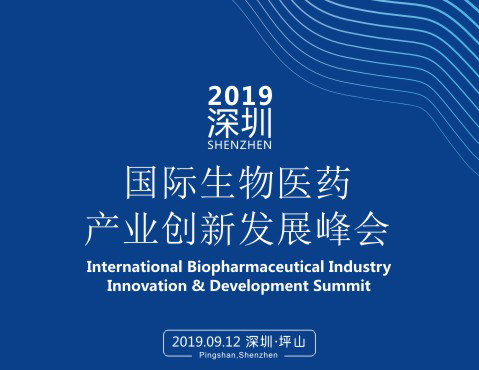 2019
深圳
SHENZHEN
国际生物医药
产业创新发展峰会
International Biopharmaceutical Industry
Innovation & Development Summit
2019.09.12 深圳·坪山
Pingshan,Shenzhen